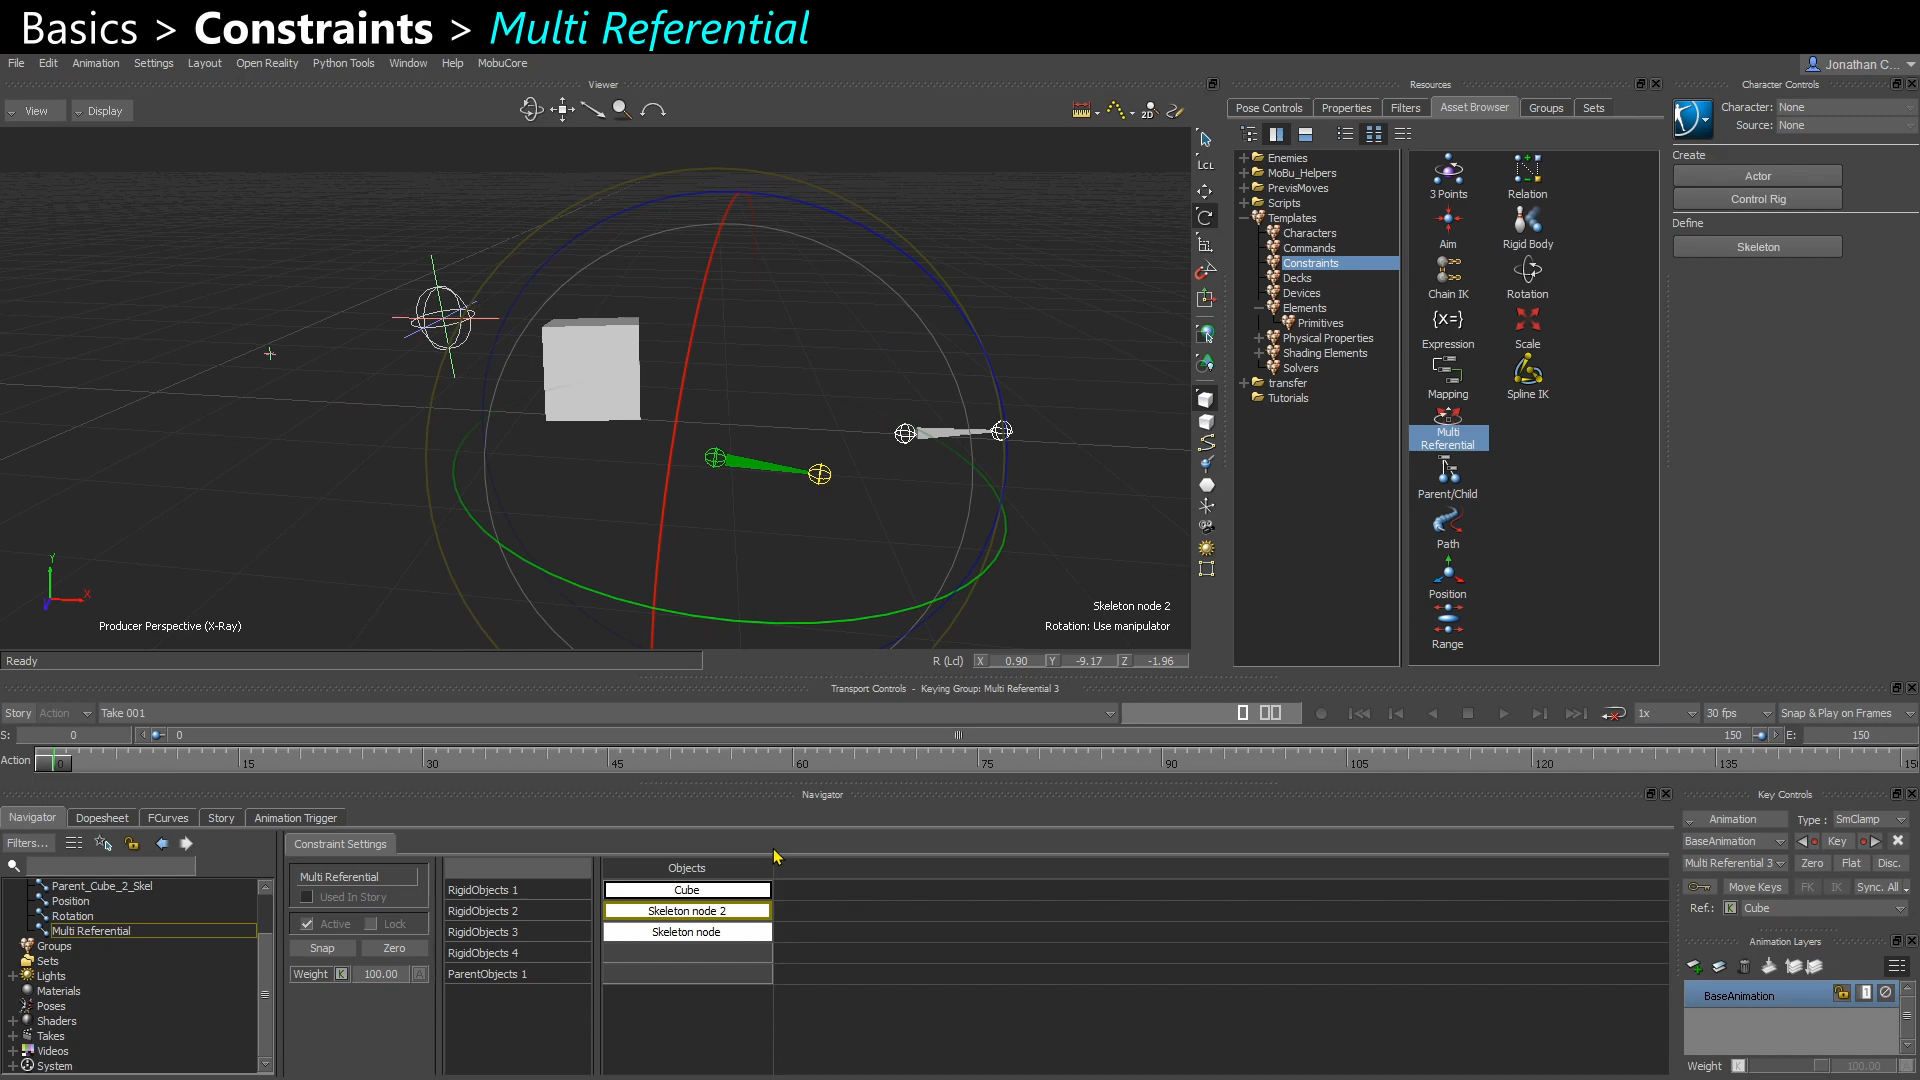 Basics > Constraints > Multi Referential
File Edit Animation Settings Layout Open Reality Python Tools Window Help MobuCore
Jonathan C...
Viewer
View Display
2D
LCL
Producer Perspective (X-Ray)
Skeleton node 2
Rotation: Use manipulator
Y
X
Ready
R (Lcl) X 0.90 Y -9.17 Z -1.96
Resources
Pose Controls Properties Filters Asset Browser Groups Sets
Enemies
MoBu_Helpers
PrevisMoves
Scripts
Templates
Characters
Commands
Constraints
Decks
Devices
Elements
Primitives
Physical Properties
Shading Elements
Solvers
transfer
Tutorials
3 Points Relation
Aim Rigid Body
Chain IK Rotation
{x=}
Expression Scale
Mapping Spline IK
Multi
Referential
Parent/Child
Path
Position
Range
Character Controls
Character: None
Source: None
Create
Actor
Control Rig
Define
Skeleton
Transport Controls - Keying Group: Multi Referential 3
Story Action Take 001 1x 30 fps Snap & Play on Frames
S: 0 0 150 E: 150
Action 0 15 30 45 60 75 90 105 120 135 15
Navigator
Navigator Dopesheet FCurves Story Animation Trigger
Filters...
Parent_Cube_2_Skel
Position
Rotation
Multi Referential
Groups
Sets
Lights
Materials
Poses
Shaders
Takes
Videos
System
Constraint Settings
Multi Referential
Used In Story
Active Lock
Snap Zero
Weight K 100.00 A
Objects
RigidObjects 1 Cube
RigidObjects 2 Skeleton node 2
RigidObjects 3 Skeleton node
RigidObjects 4
ParentObjects 1
Key Controls
Animation Type : SmClamp
BaseAnimation Key
Multi Referential 3 Zero Flat Disc.
Move Keys FK IK Sync. All
Ref.: K Cube
Animation Layers
BaseAnimation 1
Weight K 100.00 A